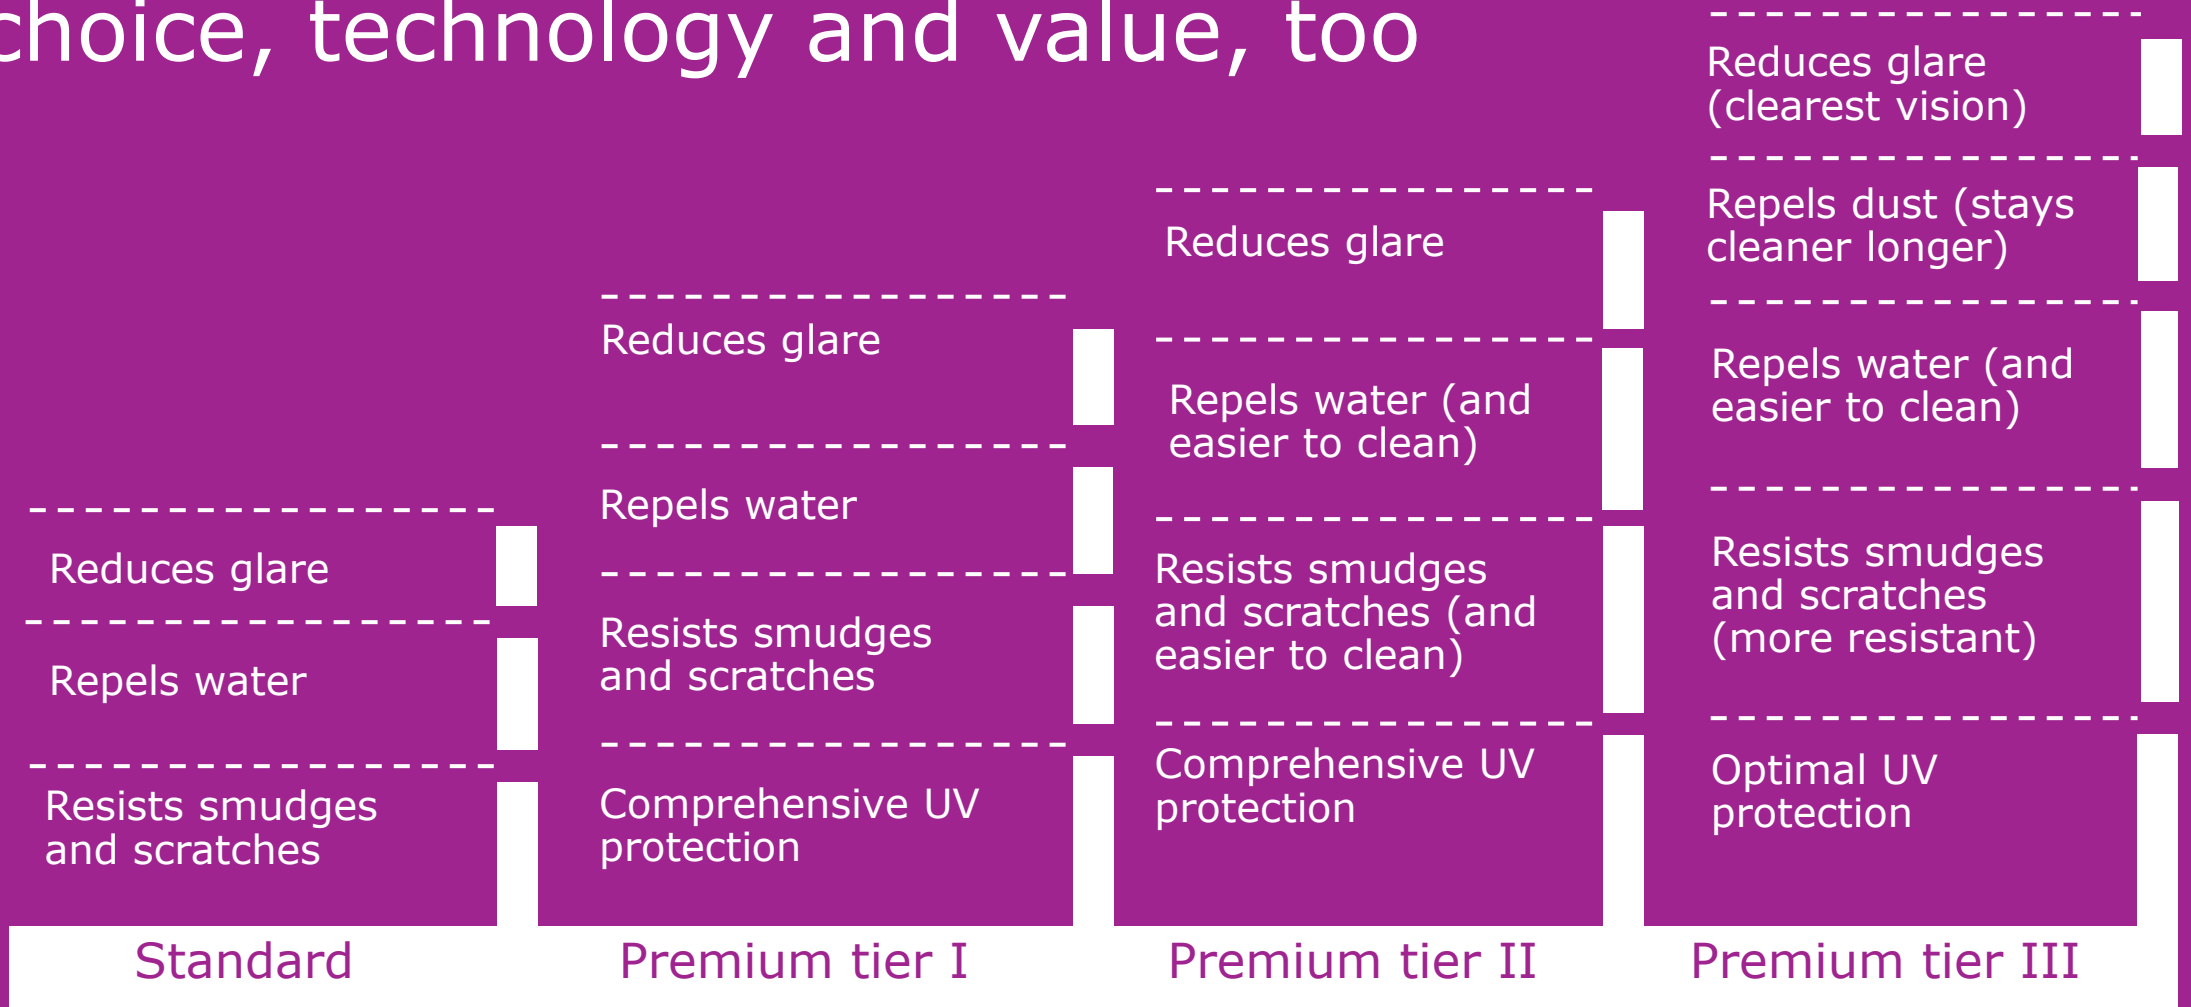 choice, technology and value, too
Reduces glare
Repels water
Resists smudges
and scratches
Standard
Reduces glare
Repels water
Resists smudges
and scratches
Comprehensive UV
protection
Premium tier I
Reduces glare
Repels water (and
easier to clean)
Resists smudges
and scratches (and
easier to clean)
Comprehensive UV
protection
Premium tier II
Reduces glare
(clearest vision)
Repels dust (stays
cleaner longer)
Repels water (and
easier to clean)
Resists smudges
and scratches
(more resistant)
Optimal UV
protection
Premium tier III